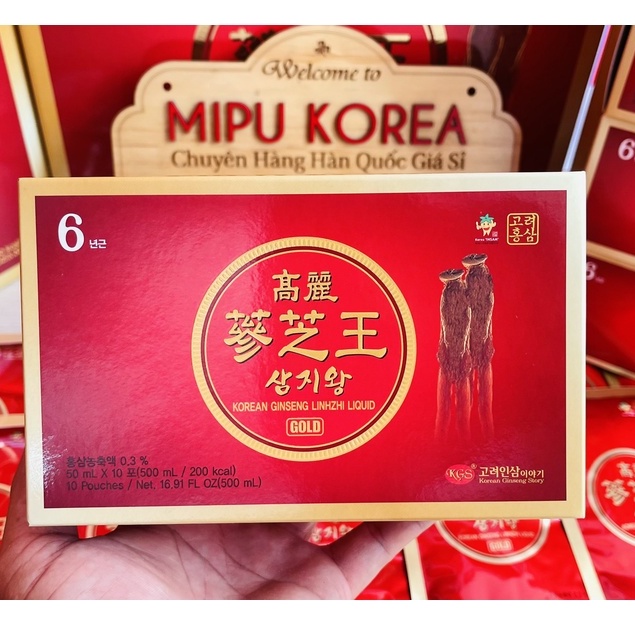 Welcome to
MIPU KOREA
Chuyên Hàng Hàn Quốc Giá Sỉ
6년근
고려
홍삼
髙麗
蔘芝王
삼지왕
KOREAN GINSENG LINHZHI LIQUID
GOLD
홍삼농축액 0,3 %
50 mL X 10 포(500 mL / 200 kcal)
10 Pouches / Net. 16.91 FL OZ(500 mL)
KGS® 고려인삼이야기
Korean Ginseng Story
6
6